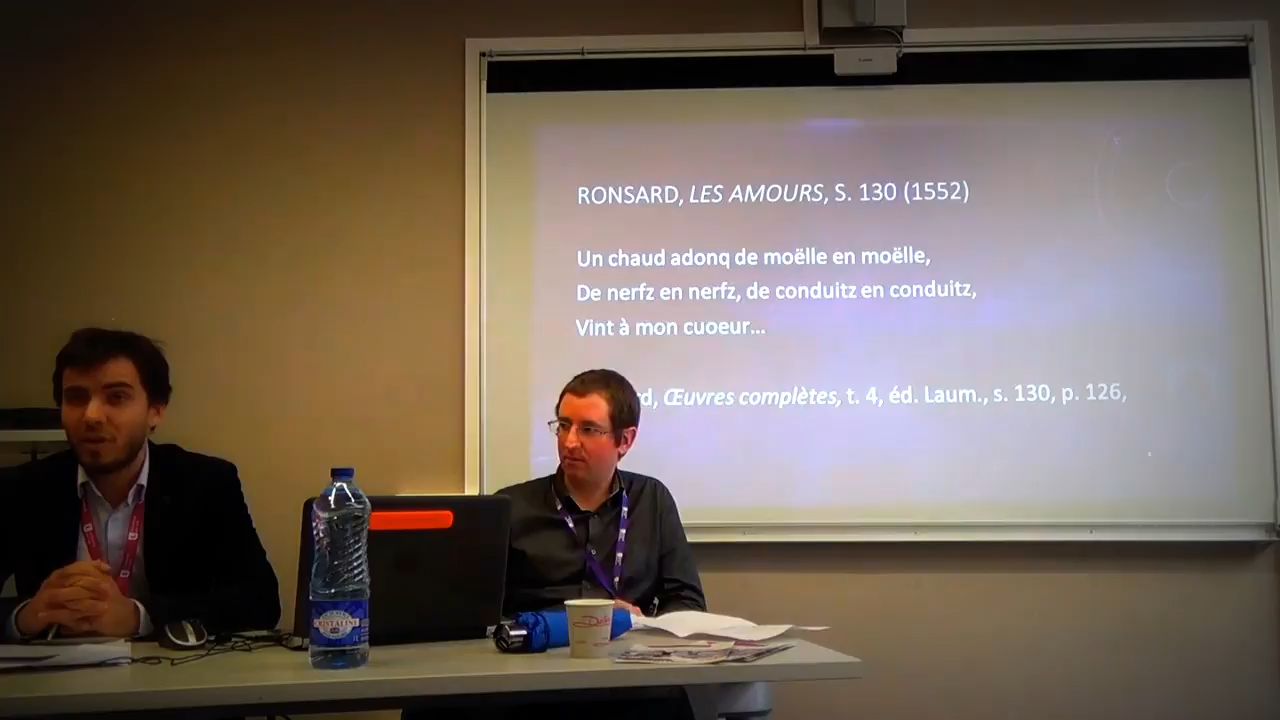 RONSARD, LES AMOURS, S. 130 (1552)
Un chaud adonq de moëlle en moëlle,
De nerfz en nerfz, de conduitz en conduitz,
Vint à mon cuoeur...
rd, Œuvres complètes, t. 4, éd. Laum., s. 130, p. 126,
CRISTALINE